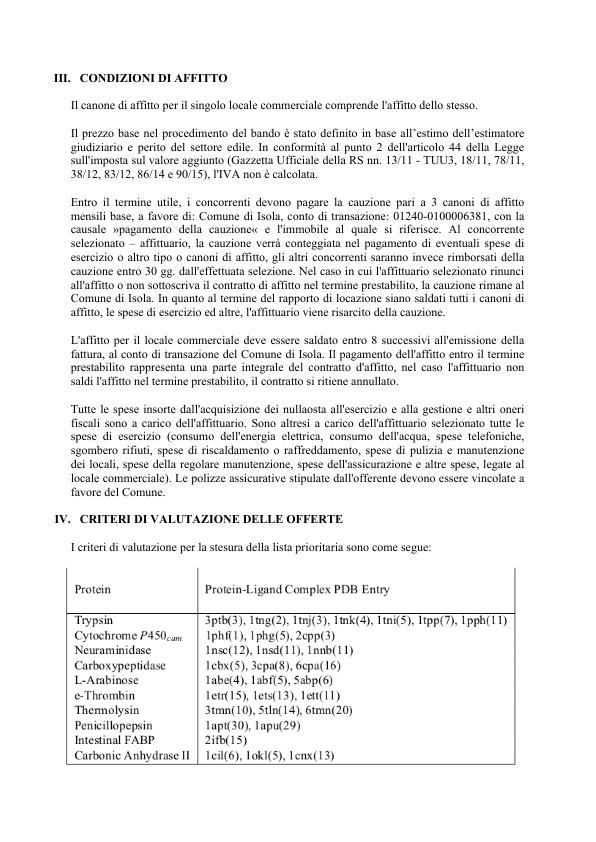 III. CONDIZIONI DI AFFITTO
Il canone di affitto per il singolo locale commerciale comprende l'affitto dello stesso.
Il prezzo base nel procedimento del bando è stato definito in base all'estimo dell'estimatore
giudiziario e perito del settore edile. In conformità al punto 2 dell'articolo 44 della Legge
sull'imposta sul valore aggiunto (Gazzetta Ufficiale della RS nn. 13/11 - TUU3, 18/11, 78/11,
38/12, 83/12, 86/14 e 90/15), l'IVA non è calcolata.
Entro il termine utile, i concorrenti devono pagare la cauzione pari a 3 canoni di affitto
mensili base, a favore di: Comune di Isola, conto di transazione: 01240-0100006381, con la
causale »pagamento della cauzione« e l'immobile al quale si riferisce. Al concorrente
selezionato – affittuario, la cauzione verrà conteggiata nel pagamento di eventuali spese di
esercizio o altro tipo o canoni di affitto, gli altri concorrenti saranno invece rimborsati della
cauzione entro 30 gg. dall'effettuata selezione. Nel caso in cui l'affittuario selezionato rinunci
all'affitto o non sottoscriva il contratto di affitto nel termine prestabilito, la cauzione rimane al
Comune di Isola. In quanto al termine del rapporto di locazione siano saldati tutti i canoni di
affitto, le spese di esercizio ed altre, l'affittuario viene risarcito della cauzione.
L'affitto per il locale commerciale deve essere saldato entro 8 successivi all'emissione della
fattura, al conto di transazione del Comune di Isola. Il pagamento dell'affitto entro il termine
prestabilito rappresenta una parte integrale del contratto d'affitto, nel caso l'affittuario non
saldi l'affitto nel termine prestabilito, il contratto si ritiene annullato.
Tutte le spese insorte dall'acquisizione dei nullaosta all'esercizio e alla gestione e altri oneri
fiscali sono a carico dell'affittuario. Sono altresì a carico dell'affittuario selezionato tutte le
spese di esercizio (consumo dell'energia elettrica, consumo dell'acqua, spese telefoniche,
sgombero rifiuti, spese di riscaldamento o raffreddamento, spese di pulizia e manutenzione
dei locali, spese della regolare manutenzione, spese dell'assicurazione e altre spese, legate al
locale commerciale). Le polizze assicurative stipulate dall'offerente devono essere vincolate a
favore del Comune.
IV. CRITERI DI VALUTAZIONE DELLE OFFERTE
I criteri di valutazione per la stesura della lista prioritaria sono come segue:
Protein Protein-Ligand Complex PDB Entry
Trypsin 3ptb(3), 1tng(2), 1tnj(3), 1tnk(4), 1tni(5), 1tpp(7), 1pph(11)
Cytochrome P450cam 1phf(1), 1phg(5), 2cpp(3)
Neuraminidase 1nsc(12), 1nsd(11), 1nnb(11)
Carboxypeptidase 1cbx(5), 3cpa(8), 6cpa(16)
L-Arabinose 1abe(4), 1abf(5), 5abp(6)
e-Thrombin 1etr(15), 1ets(13), 1ett(11)
Thermolysin 3tmn(10), 5tln(14), 6tmn(20)
Penicillopepsin 1apt(30), 1apu(29)
Intestinal FABP 2ifb(15)
Carbonic Anhydrase II 1cil(6), 1okl(5), 1cnx(13)